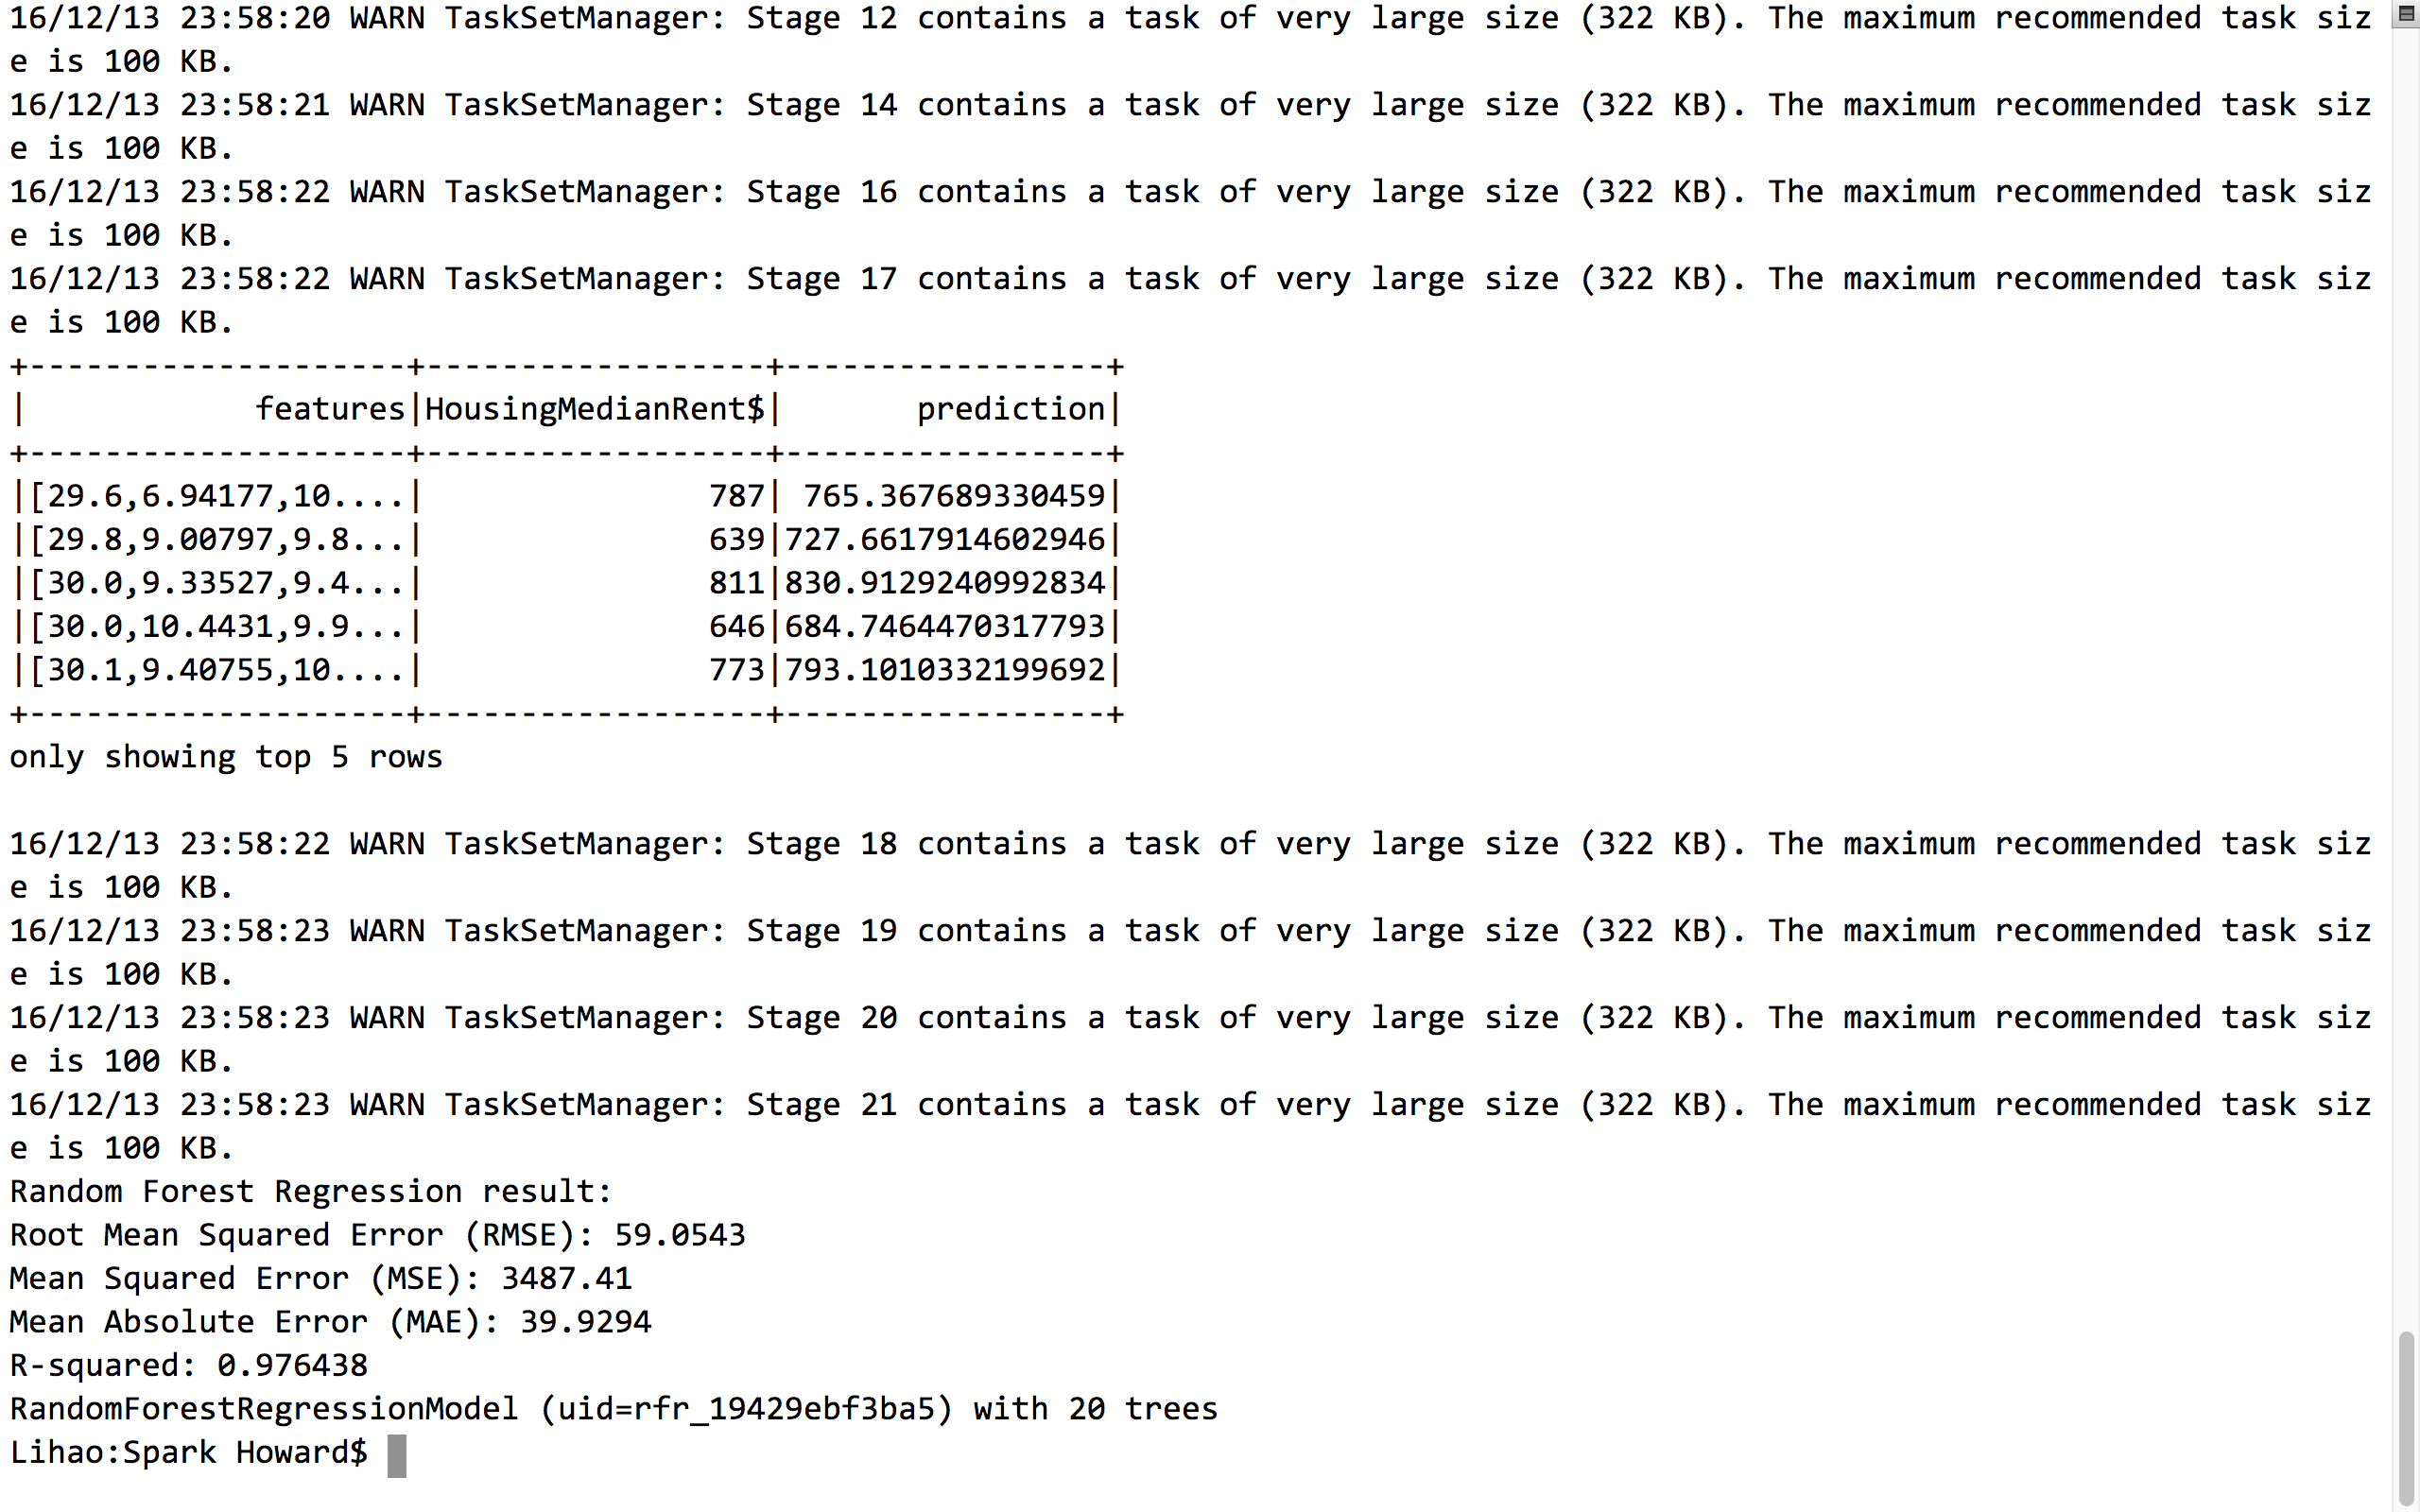 16/12/13 23:58:20 WARN TaskSetManager: Stage 12 contains a task of very large size (322 KB). The maximum recommended task siz
e is 100 KB.
16/12/13 23:58:21 WARN TaskSetManager: Stage 14 contains a task of very large size (322 KB). The maximum recommended task siz
e is 100 KB.
16/12/13 23:58:22 WARN TaskSetManager: Stage 16 contains a task of very large size (322 KB). The maximum recommended task siz
e is 100 KB.
16/12/13 23:58:22 WARN TaskSetManager: Stage 17 contains a task of very large size (322 KB). The maximum recommended task siz
e is 100 KB.
+--------------------+------------------+-----------------+
|            features|HousingMedianRent$|       prediction|
+--------------------+------------------+-----------------+
|[29.6,6.94177,10....|               787| 765.367689330459|
|[29.8,9.00797,9.8...|               639|727.6617914602946|
|[30.0,9.33527,9.4...|               811|830.9129240992834|
|[30.0,10.4431,9.9...|               646|684.7464470317793|
|[30.1,9.40755,10....|               773|793.1010332199692|
+--------------------+------------------+-----------------+
only showing top 5 rows
16/12/13 23:58:22 WARN TaskSetManager: Stage 18 contains a task of very large size (322 KB). The maximum recommended task siz
e is 100 KB.
16/12/13 23:58:23 WARN TaskSetManager: Stage 19 contains a task of very large size (322 KB). The maximum recommended task siz
e is 100 KB.
16/12/13 23:58:23 WARN TaskSetManager: Stage 20 contains a task of very large size (322 KB). The maximum recommended task siz
e is 100 KB.
16/12/13 23:58:23 WARN TaskSetManager: Stage 21 contains a task of very large size (322 KB). The maximum recommended task siz
e is 100 KB.
Random Forest Regression result:
Root Mean Squared Error (RMSE): 59.0543
Mean Squared Error (MSE): 3487.41
Mean Absolute Error (MAE): 39.9294
R-squared: 0.976438
RandomForestRegressionModel (uid=rfr_19429ebf3ba5) with 20 trees
Lihao:Spark Howard$